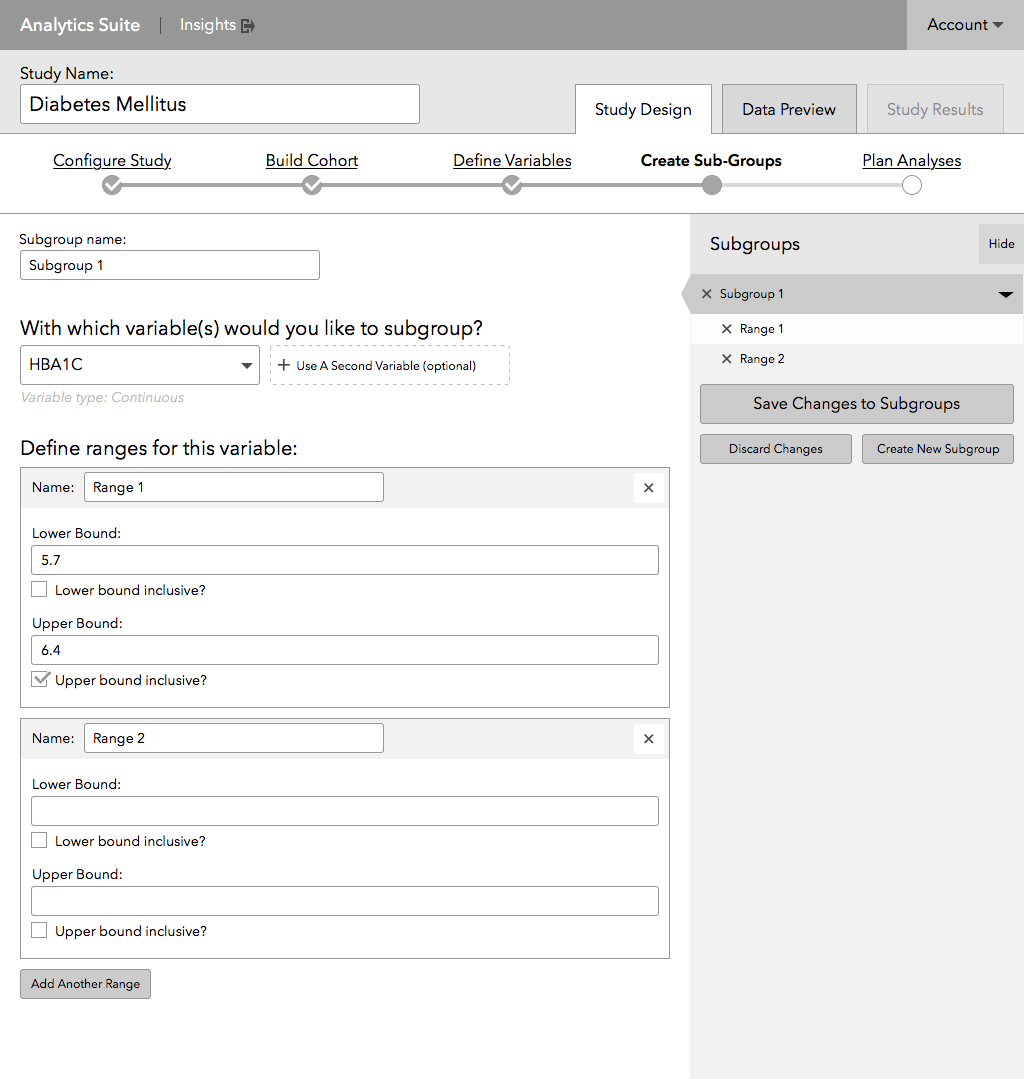 Analytics Suite | Insights Account
Study Name:
Diabetes Mellitus
Study Design Data Preview Study Results
Configure Study Build Cohort Define Variables Create Sub-Groups Plan Analyses
Subgroup name:
Subgroup 1
With which variable(s) would you like to subgroup?
HBA1C + Use A Second Variable (optional)
Variable type: Continuous
Define ranges for this variable:
Name: Range 1 ×
Lower Bound:
5.7
Lower bound inclusive?
Upper Bound:
6.4
Upper bound inclusive?
Name: Range 2 ×
Lower Bound:
Lower bound inclusive?
Upper Bound:
Upper bound inclusive?
Add Another Range
Subgroups Hide
× Subgroup 1
× Range 1
× Range 2
Save Changes to Subgroups
Discard Changes Create New Subgroup